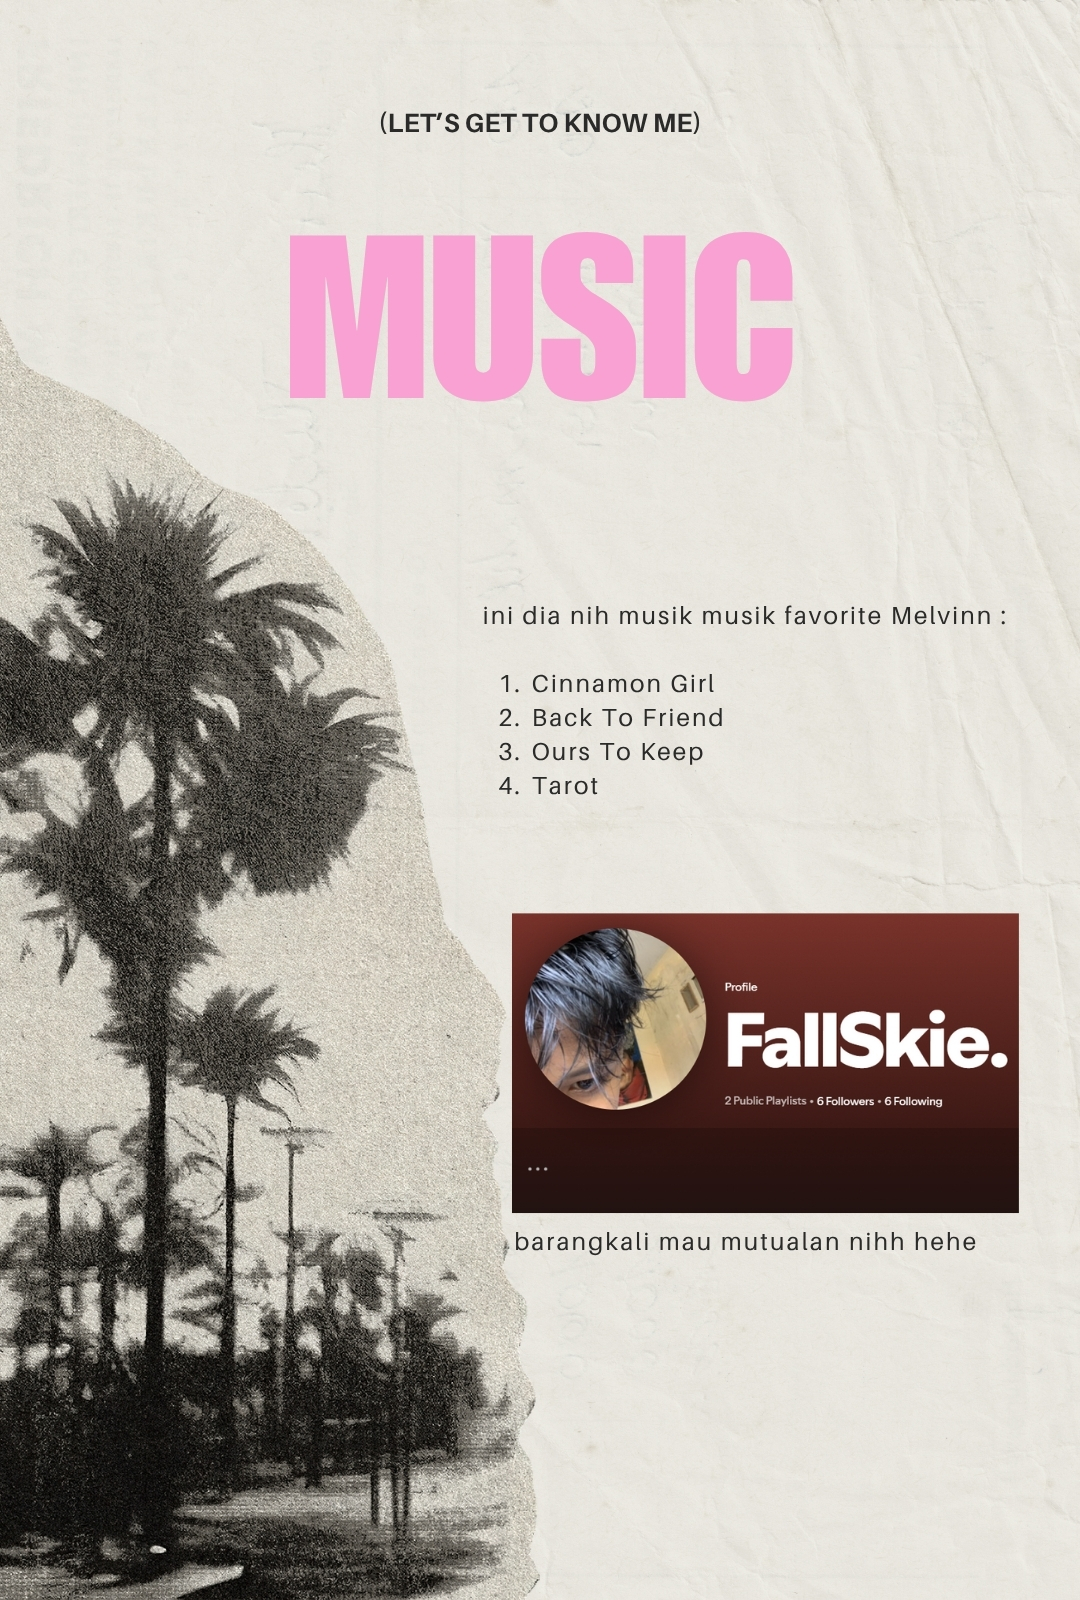 (LET'S GET TO KNOW ME)
MUSIC
ini dia nih musik musik favorite Melvinn :
1. Cinnamon Girl
2. Back To Friend
3. Ours To Keep
4. Tarot
Profile
FallSkie.
2 Public Playlists • 6 Followers • 6 Following
barangkali mau mutualan nihh hehe